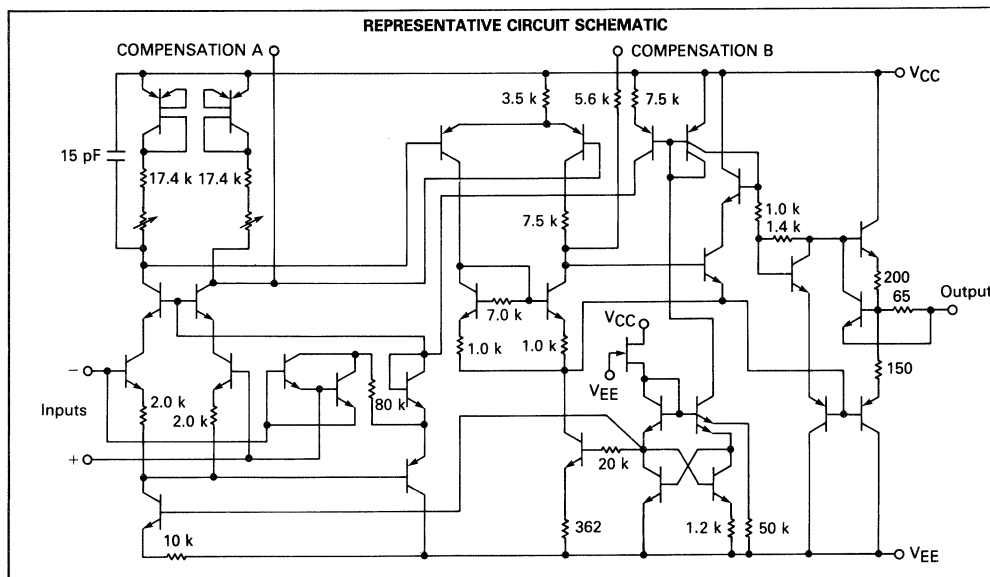 REPRESENTATIVE CIRCUIT SCHEMATIC
COMPENSATION A
COMPENSATION B
VCC
3.5 k
5.6 k
7.5 k
15 pF
17.4 k
17.4 k
7.5 k
1.0 k
1.4 k
200
65
Output
7.0 k
VCC
1.0 k
1.0 k
150
−
VEE
Inputs
2.0 k
2.0 k
80 k
+
20 k
362
1.2 k
50 k
10 k
VEE